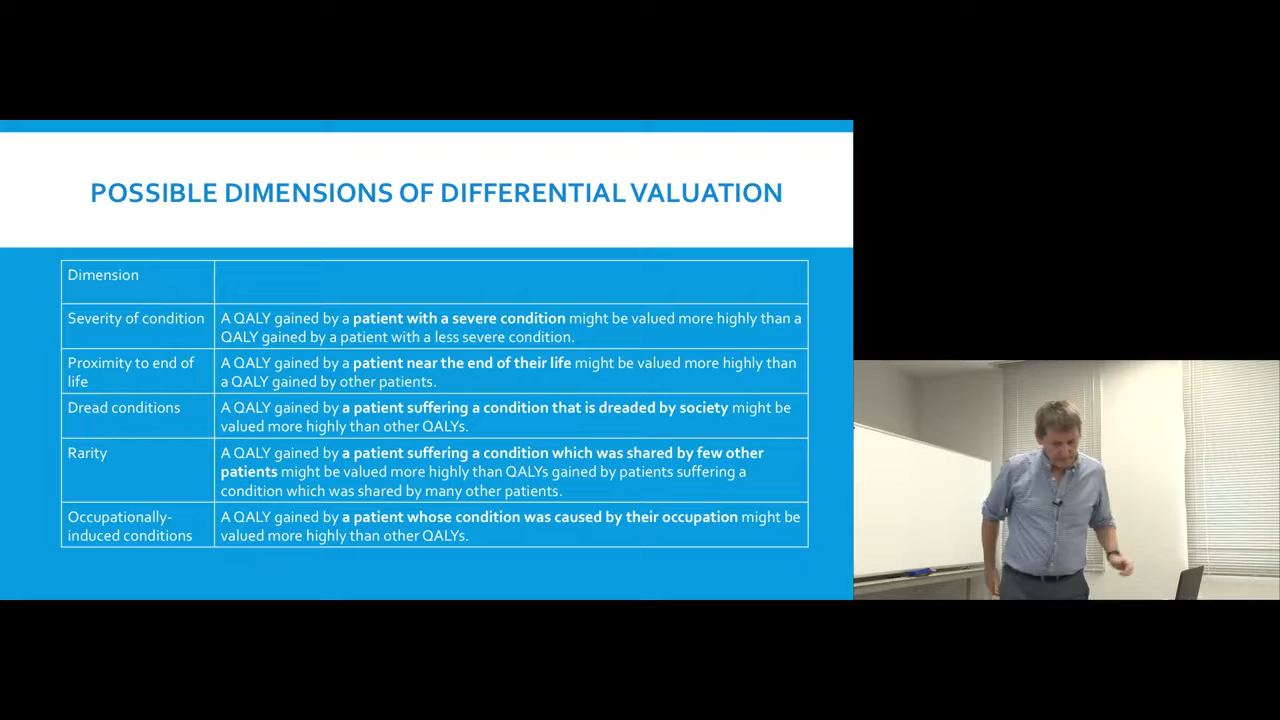 POSSIBLE DIMENSIONS OF DIFFERENTIAL VALUATION
Dimension
Severity of condition
A QALY gained by a patient with a severe condition might be valued more highly than a
QALY gained by a patient with a less severe condition.
Proximity to end of
life
A QALY gained by a patient near the end of their life might be valued more highly than
a QALY gained by other patients.
Dread conditions
A QALY gained by a patient suffering a condition that is dreaded by society might be
valued more highly than other QALYs.
Rarity
A QALY gained by a patient suffering a condition which was shared by few other
patients might be valued more highly than QALYs gained by patients suffering a
condition which was shared by many other patients.
Occupationally-
induced conditions
A QALY gained by a patient whose condition was caused by their occupation might be
valued more highly than other QALYs.